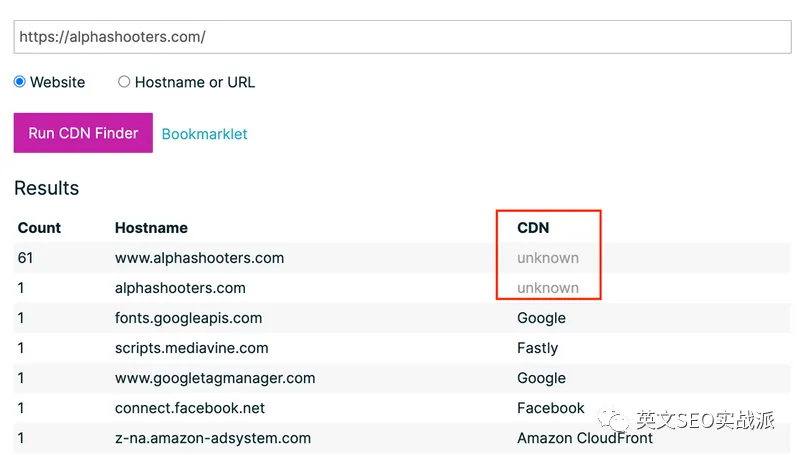 https://alphashooters.com/
Website Hostname or URL
Run CDN Finder Bookmarklet
Results
Count Hostname CDN
61 www.alphashooters.com unknown
1 alphashooters.com unknown
1 fonts.googleapis.com Google
1 scripts.mediavine.com Fastly
1 www.googletagmanager.com Google
1 connect.facebook.net Facebook
1 z-na.amazon-adsystem.com Amazon CloudFront
英文SEO实战派